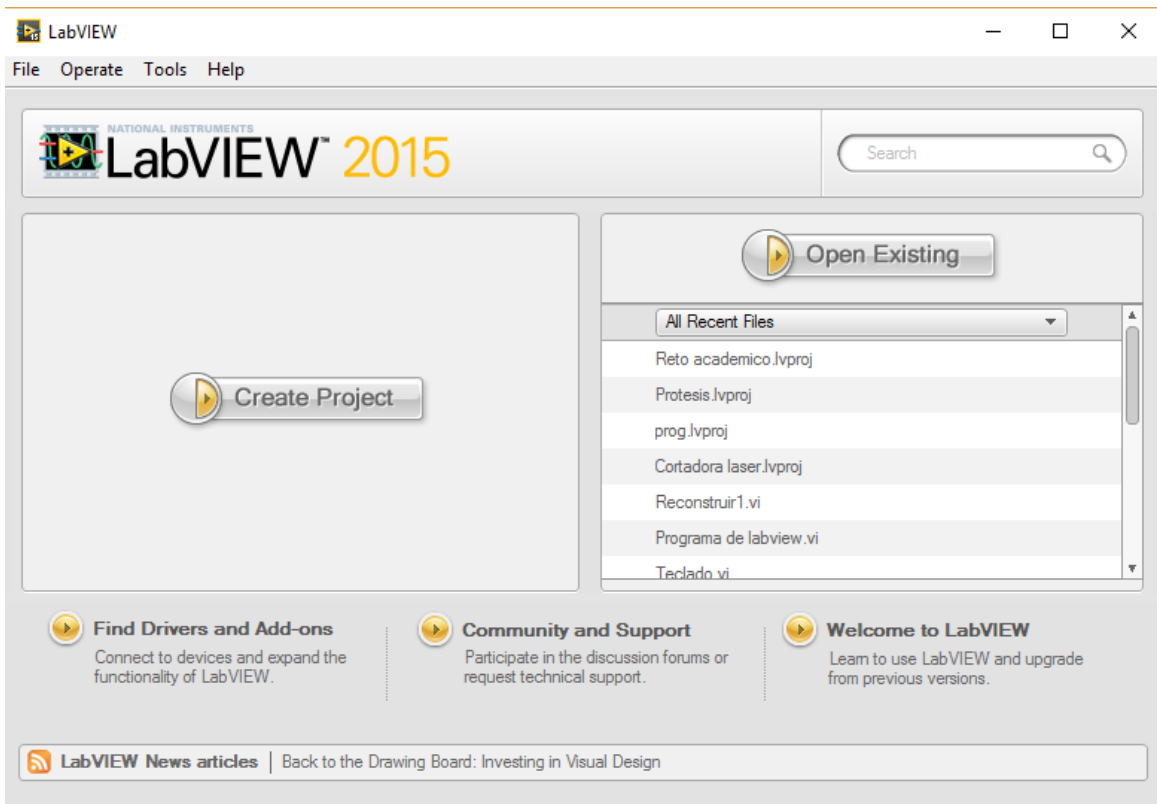 LabVIEW
File Operate Tools Help
NATIONAL INSTRUMENTS
LabVIEW™ 2015
Search
Create Project
Open Existing
All Recent Files
Reto academico.lvproj
Protesis.lvproj
prog.lvproj
Cortadora laser.lvproj
Reconstruir1.vi
Programa de labview.vi
Teclado.vi
Find Drivers and Add-ons
Connect to devices and expand the
functionality of LabVIEW.
Community and Support
Participate in the discussion forums or
request technical support.
Welcome to LabVIEW
Learn to use LabVIEW and upgrade
from previous versions.
LabVIEW News articles | Back to the Drawing Board: Investing in Visual Design